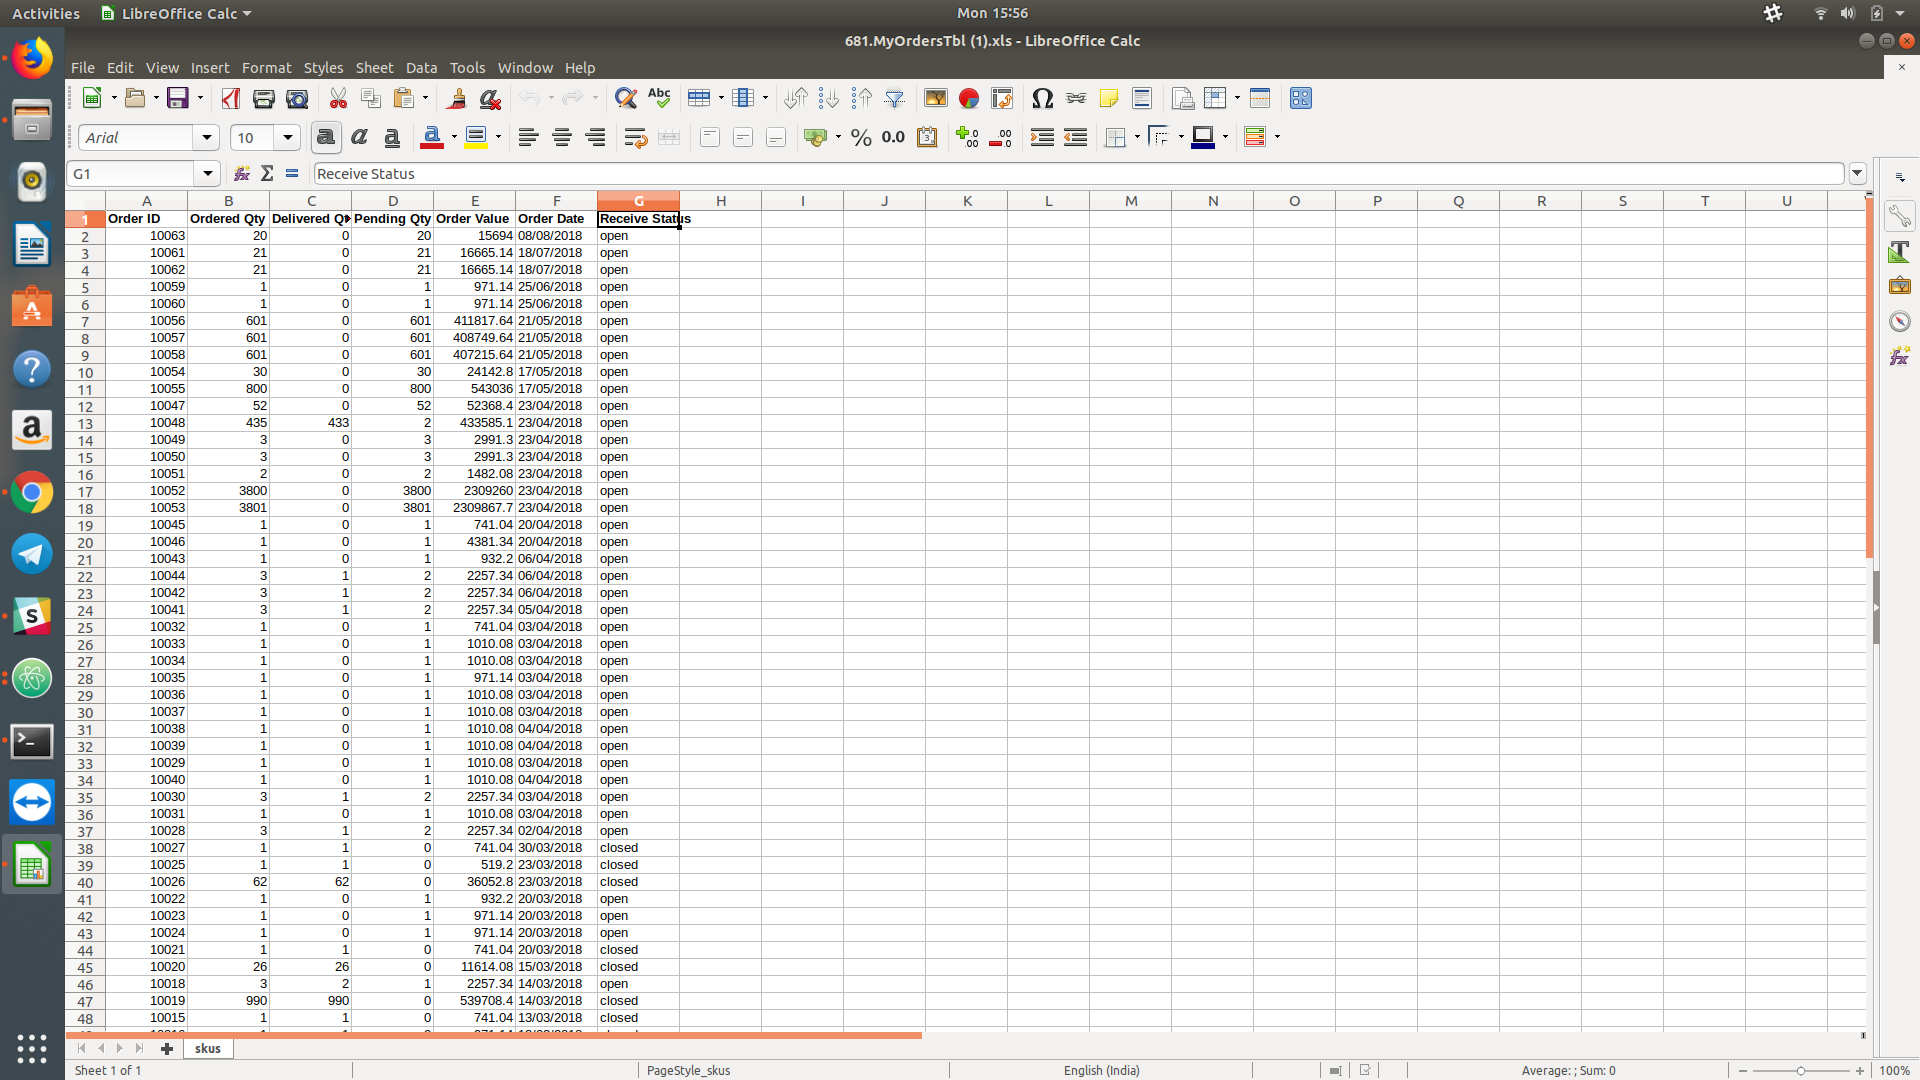 Activities LibreOffice Calc Mon 15:56
681.MyOrdersTbl (1).xls - LibreOffice Calc
File Edit View Insert Format Styles Sheet Data Tools Window Help
Arial 10
G1 Receive Status
A B C D E F G H I J K L M N O P Q R S T U
1 Order ID Ordered Qty Delivered Qt Pending Qty Order Value Order Date Receive Status
2 10063 20 0 20 15694 08/08/2018 open
3 10061 21 0 21 16665.14 18/07/2018 open
4 10062 21 0 21 16665.14 18/07/2018 open
5 10059 1 0 1 971.14 25/06/2018 open
6 10060 1 0 1 971.14 25/06/2018 open
7 10056 601 0 601 411817.64 21/05/2018 open
8 10057 601 0 601 408749.64 21/05/2018 open
9 10058 601 0 601 407215.64 21/05/2018 open
10 10054 30 0 30 24142.8 17/05/2018 open
11 10055 800 0 800 543036 17/05/2018 open
12 10047 52 0 52 52368.4 23/04/2018 open
13 10048 435 433 2 433585.1 23/04/2018 open
14 10049 3 0 3 2991.3 23/04/2018 open
15 10050 3 0 3 2991.3 23/04/2018 open
16 10051 2 0 2 1482.08 23/04/2018 open
17 10052 3800 0 3800 2309260 23/04/2018 open
18 10053 3801 0 3801 2309867.7 23/04/2018 open
19 10045 1 0 1 741.04 20/04/2018 open
20 10046 1 0 1 4381.34 20/04/2018 open
21 10043 1 0 1 932.2 06/04/2018 open
22 10044 3 1 2 2257.34 06/04/2018 open
23 10042 3 1 2 2257.34 06/04/2018 open
24 10041 3 1 2 2257.34 05/04/2018 open
25 10032 1 0 1 741.04 03/04/2018 open
26 10033 1 0 1 1010.08 03/04/2018 open
27 10034 1 0 1 1010.08 03/04/2018 open
28 10035 1 0 1 971.14 03/04/2018 open
29 10036 1 0 1 1010.08 03/04/2018 open
30 10037 1 0 1 1010.08 03/04/2018 open
31 10038 1 0 1 1010.08 04/04/2018 open
32 10039 1 0 1 1010.08 04/04/2018 open
33 10029 1 0 1 1010.08 03/04/2018 open
34 10040 1 0 1 1010.08 04/04/2018 open
35 10030 3 1 2 2257.34 03/04/2018 open
36 10031 1 0 1 1010.08 03/04/2018 open
37 10028 3 1 2 2257.34 02/04/2018 open
38 10027 1 1 0 741.04 30/03/2018 closed
39 10025 1 1 0 519.2 23/03/2018 closed
40 10026 62 62 0 36052.8 23/03/2018 closed
41 10022 1 0 1 932.2 20/03/2018 open
42 10023 1 0 1 971.14 20/03/2018 open
43 10024 1 0 1 971.14 20/03/2018 open
44 10021 1 1 0 741.04 20/03/2018 closed
45 10020 26 26 0 11614.08 15/03/2018 closed
46 10018 3 2 1 2257.34 14/03/2018 open
47 10019 990 990 0 539708.4 14/03/2018 closed
48 10015 1 1 0 741.04 13/03/2018 closed
skus
Sheet 1 of 1 PageStyle_skus English (India) Average: ; Sum: 0 100%